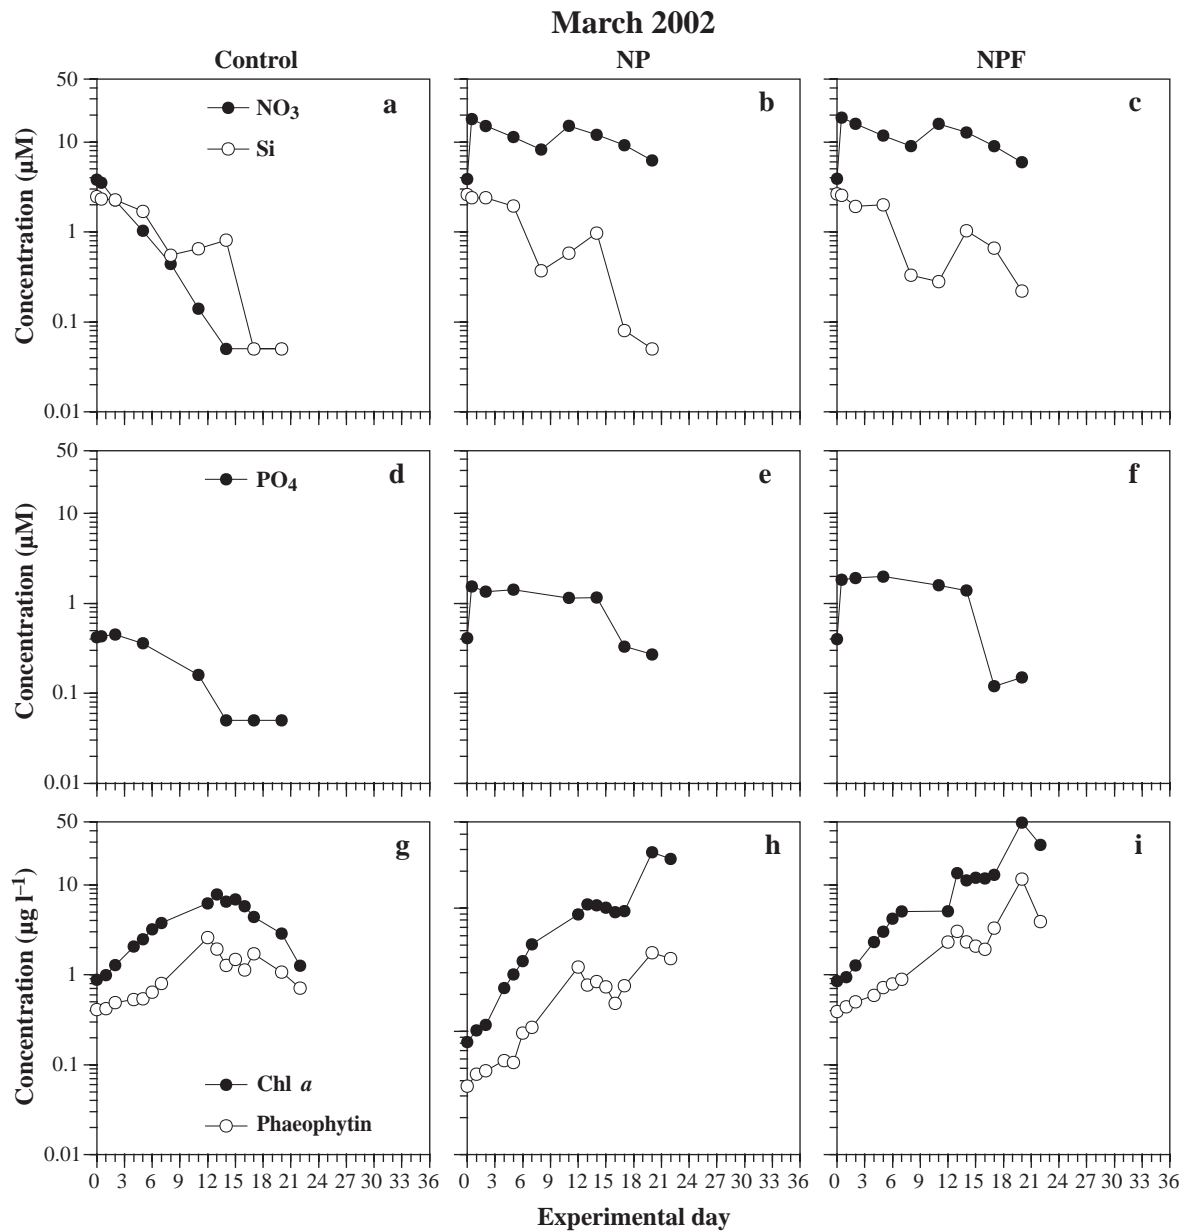 March 2002
Control NP NPF
50 a b c
NO3
Si
10
1
0.1
0.01
Concentration (µM)
50 d e f
PO4
10
1
0.1
0.01
Concentration (µM)
50 g h i
10
1
0.1
0.01
Concentration (µg l–1)
Chl a
Phaeophytin
0 3 6 9 12 15 18 21 24 27 30 33 36 0 3 6 9 12 15 18 21 24 27 30 33 36 0 3 6 9 12 15 18 21 24 27 30 33 36
Experimental day